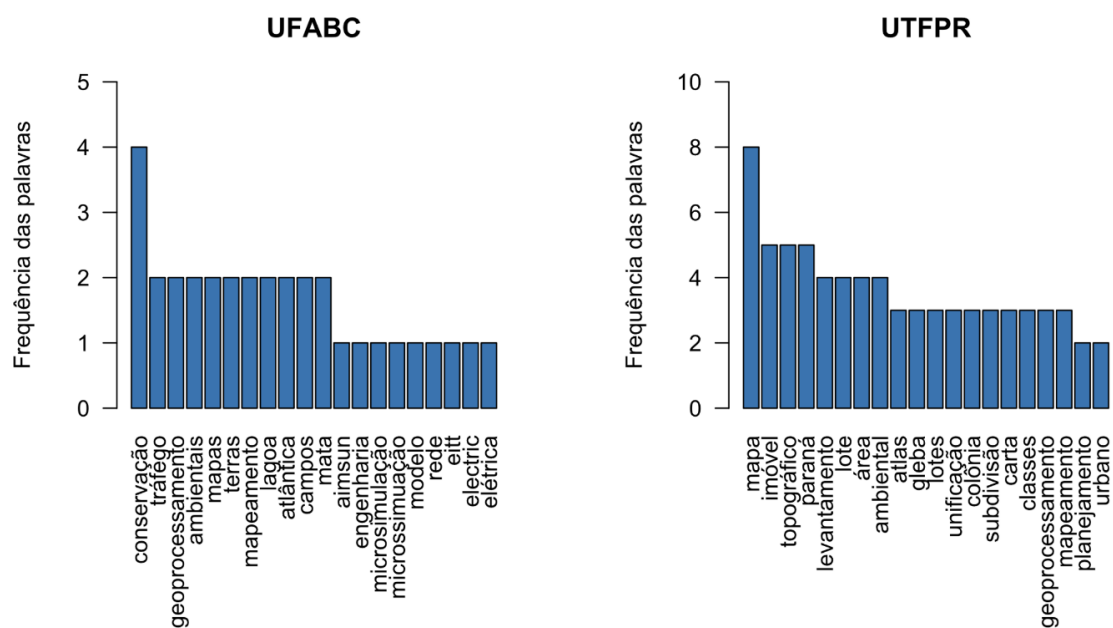 UFABC
Frequência das palavras
5
4
3
2
1
0
conservação
tráfego
geoprocessamento
ambientais
mapas
terras
mapeamento
lagoa
atlântica
campos
mata
aimsun
engenharia
microsimulação
microssimuação
modelo
rede
eitt
electric
elétrica
UTFPR
Frequência das palavras
10
8
6
4
2
0
mapa
imóvel
topográfico
paraná
levantamento
lote
área
ambiental
atlas
gleba
lotes
unificação
colônia
subdivisão
carta
classes
geoprocessamento
mapeamento
planejamento
urbano